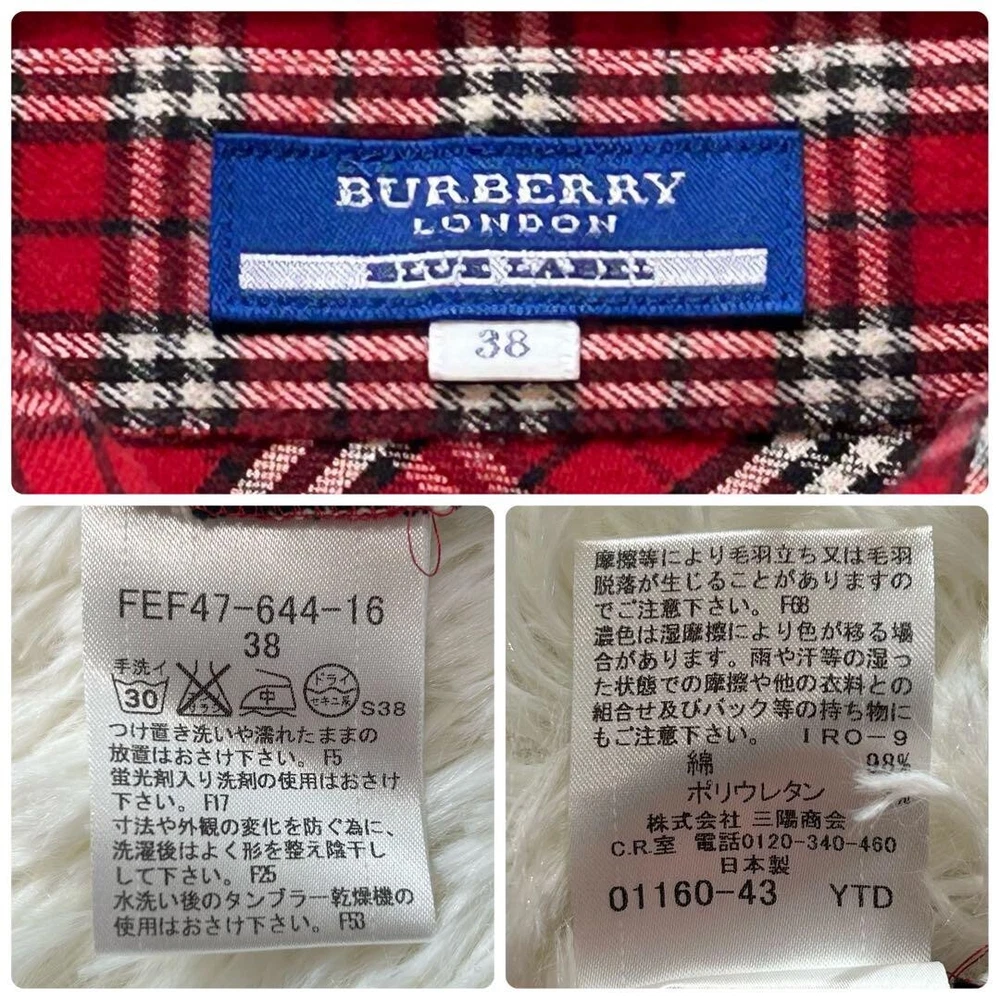 BURBERRY
LONDON
BLUE LABEL
38
FEF47-644-16
38
手洗イ
30
中
ドライ
セキユ系
S38
つけ置き洗いや濡れたままの
放置はおさけ下さい。 F5
蛍光剤入り洗剤の使用はおさけ
下さい。 F17
寸法や外観の変化を防ぐ為に、
洗濯後はよく形を整え陰干し
して下さい。 F25
水洗い後のタンブラー乾燥機の
使用はおさけ下さい。 F53
摩擦等により毛羽立ち又は毛羽
脱落が生じることがありますの
でご注意下さい。 F68
濃色は湿摩擦により色が移る場
合があります。雨や汗等の湿っ
た状態での摩擦や他の衣料との
組合せ及びバック等の持ち物に
もご注意下さい。 IRO-9
綿 98%
ポリウレタン
株式会社 三陽商会
C.R.室 電話0120-340-460
日本製
01160-43 YTD